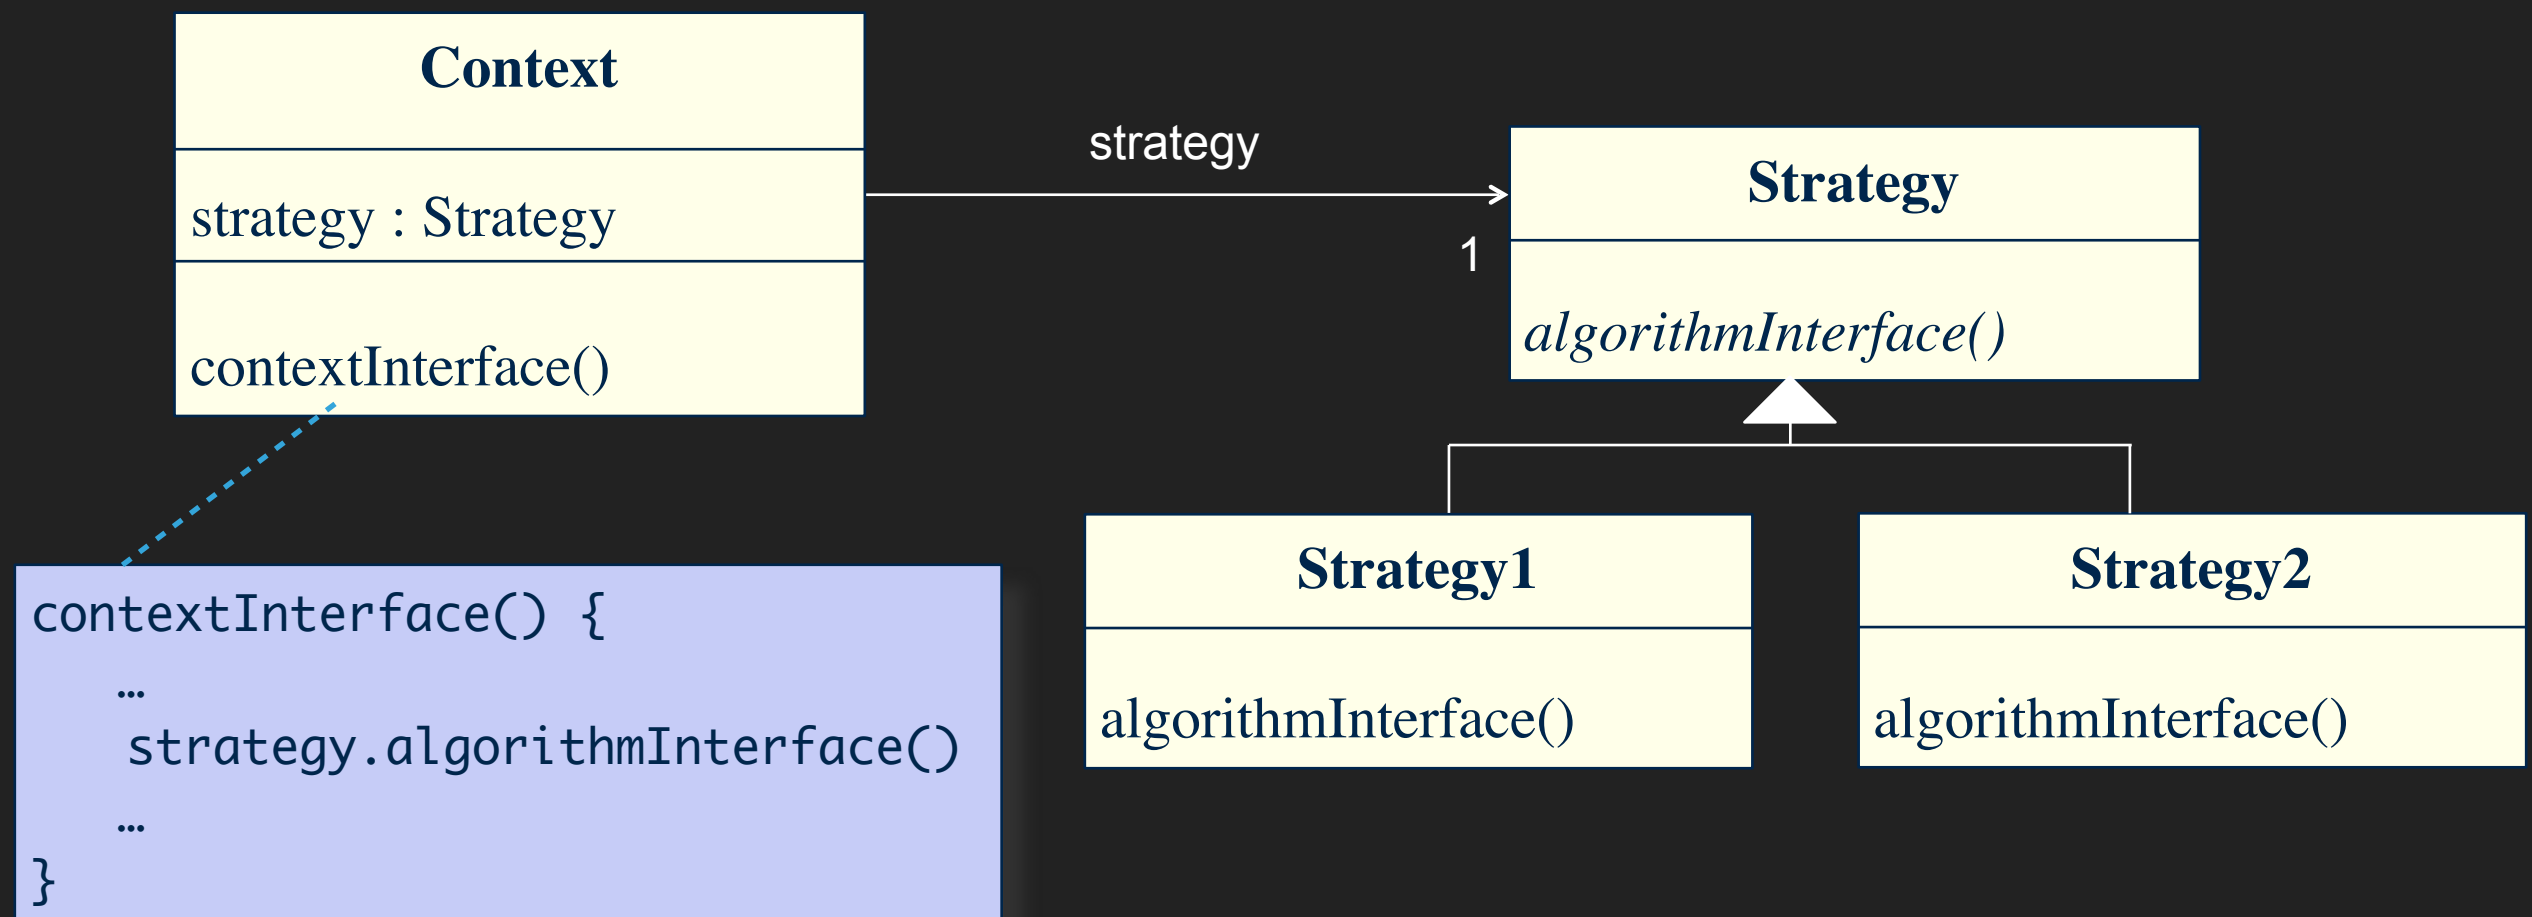 Context
strategy : Strategy
contextInterface()
strategy
1
Strategy
algorithmInterface()
Strategy1
algorithmInterface()
Strategy2
algorithmInterface()
contextInterface() {
…
strategy.algorithmInterface()
…
}